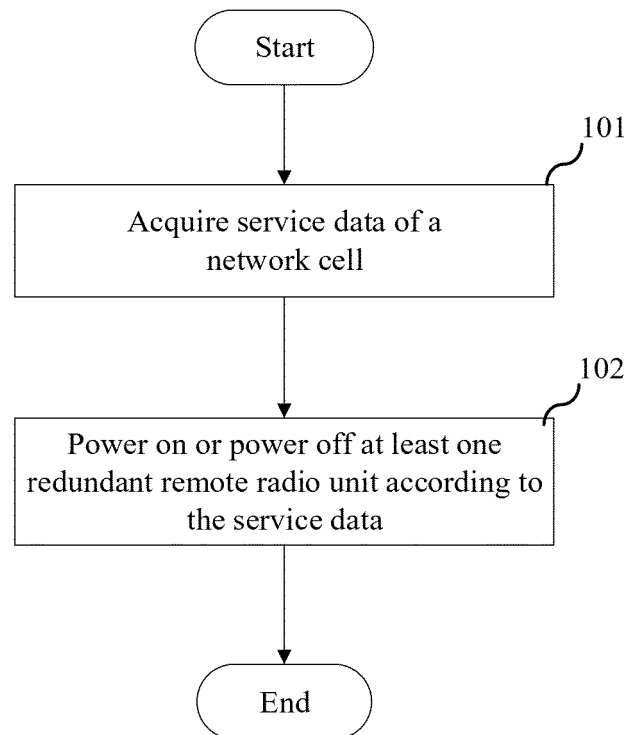 Start
101
Acquire service data of a
network cell
102
Power on or power off at least one
redundant remote radio unit according to
the service data
End